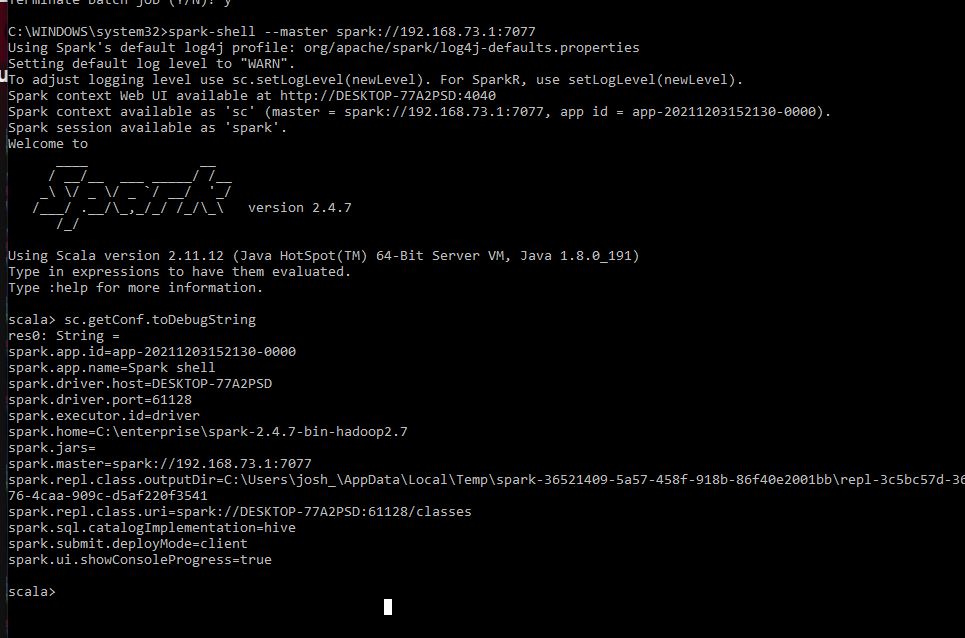 Terminate batch job (Y/N)? y
C:\WINDOWS\system32>spark-shell --master spark://192.168.73.1:7077
Using Spark's default log4j profile: org/apache/spark/log4j-defaults.properties
Setting default log level to "WARN".
To adjust logging level use sc.setLogLevel(newLevel). For SparkR, use setLogLevel(newLevel).
Spark context Web UI available at http://DESKTOP-77A2PSD:4040
Spark context available as 'sc' (master = spark://192.168.73.1:7077, app id = app-20211203152130-0000).
Spark session available as 'spark'.
Welcome to
      ____              __
     / __/__  ___ _____/ /__
    _\ \/ _ \/ _ `/ __/  '_/
   /___/ .__/\_,_/_/ /_/\_\   version 2.4.7
      /_/
Using Scala version 2.11.12 (Java HotSpot(TM) 64-Bit Server VM, Java 1.8.0_191)
Type in expressions to have them evaluated.
Type :help for more information.
scala> sc.getConf.toDebugString
res0: String =
spark.app.id=app-20211203152130-0000
spark.app.name=Spark shell
spark.driver.host=DESKTOP-77A2PSD
spark.driver.port=61128
spark.executor.id=driver
spark.home=C:\enterprise\spark-2.4.7-bin-hadoop2.7
spark.jars=
spark.master=spark://192.168.73.1:7077
spark.repl.class.outputDir=C:\Users\josh_\AppData\Local\Temp\spark-36521409-5a57-458f-918b-86f40e2001bb\repl-3c5bc57d-36
76-4caa-909c-d5af220f3541
spark.repl.class.uri=spark://DESKTOP-77A2PSD:61128/classes
spark.sql.catalogImplementation=hive
spark.submit.deployMode=client
spark.ui.showConsoleProgress=true
scala>